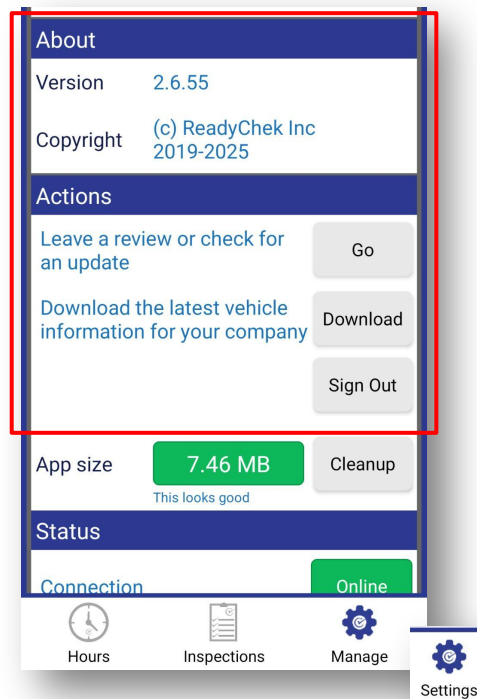 About
Version 2.6.55
Copyright (c) ReadyChek Inc
2019-2025
Actions
Leave a review or check for
an update
Go
Download the latest vehicle
information for your company
Download
Sign Out
App size 7.46 MB Cleanup
This looks good
Status
Connection Online
Hours Inspections Manage
Settings